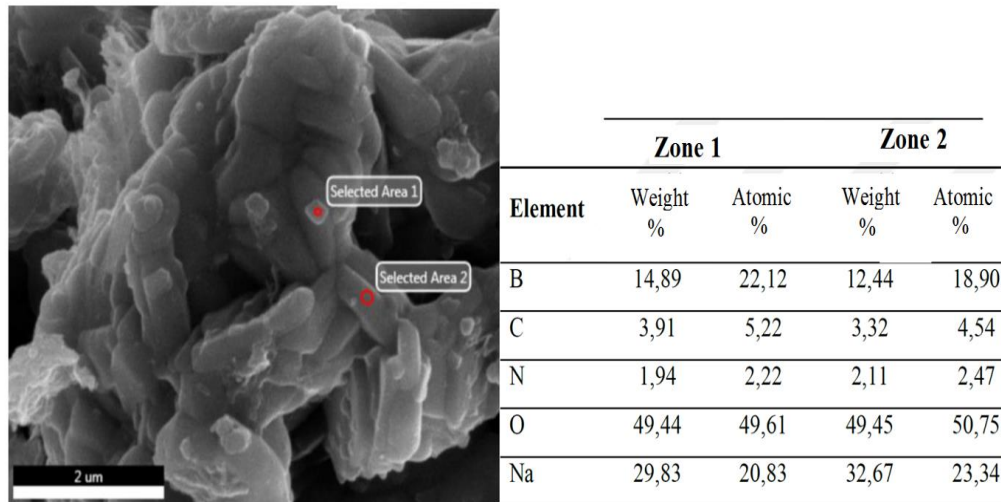 Selected Area 1
Selected Area 2
2 um
Zone 1 Zone 2
Element Weight % Atomic % Weight % Atomic %
B 14,89 22,12 12,44 18,90
C 3,91 5,22 3,32 4,54
N 1,94 2,22 2,11 2,47
O 49,44 49,61 49,45 50,75
Na 29,83 20,83 32,67 23,34